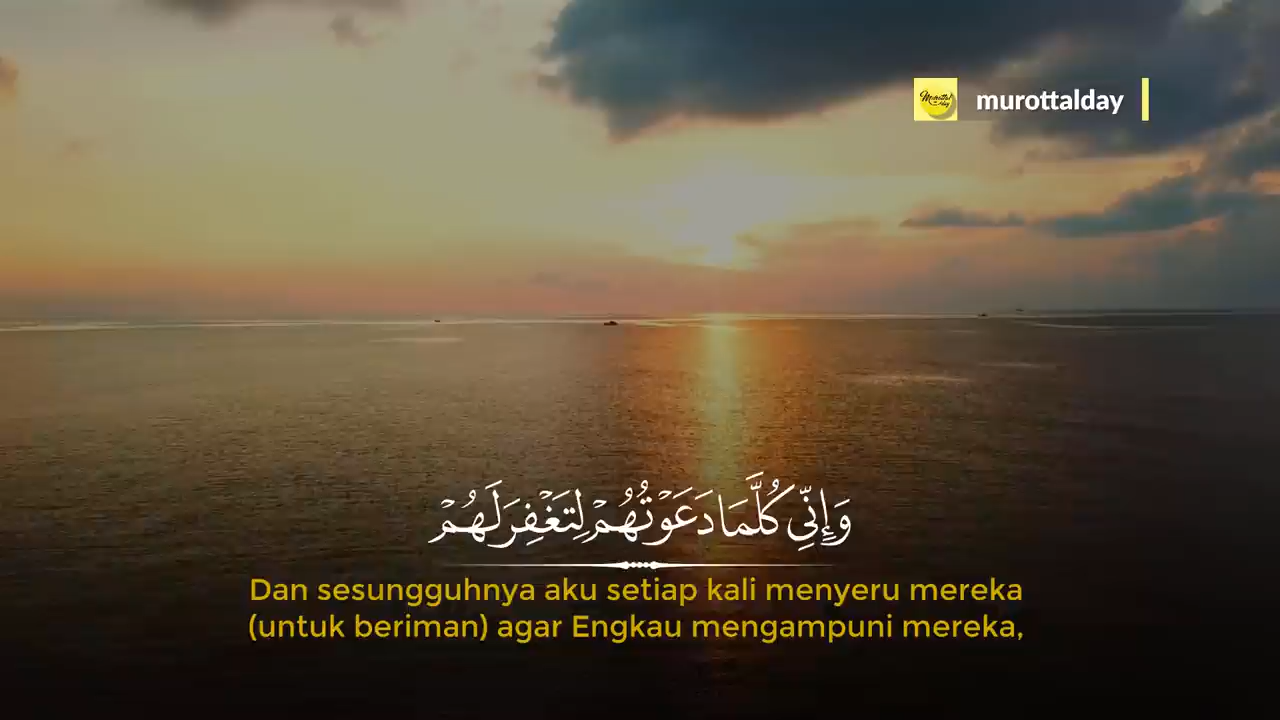 murottalday
وَإِنِّي كُلَّمَا دَعَوْتُهُمْ لِتَغْفِرَ لَهُمْ
Dan sesungguhnya aku setiap kali menyeru mereka
(untuk beriman) agar Engkau mengampuni mereka,